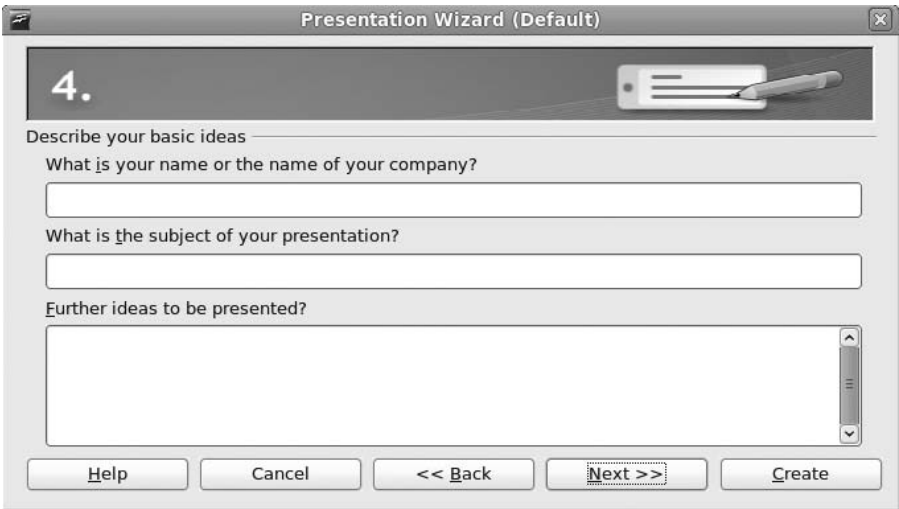 Presentation Wizard (Default)
4.
Describe your basic ideas
What is your name or the name of your company?
What is the subject of your presentation?
Further ideas to be presented?
Help Cancel << Back Next >> Create